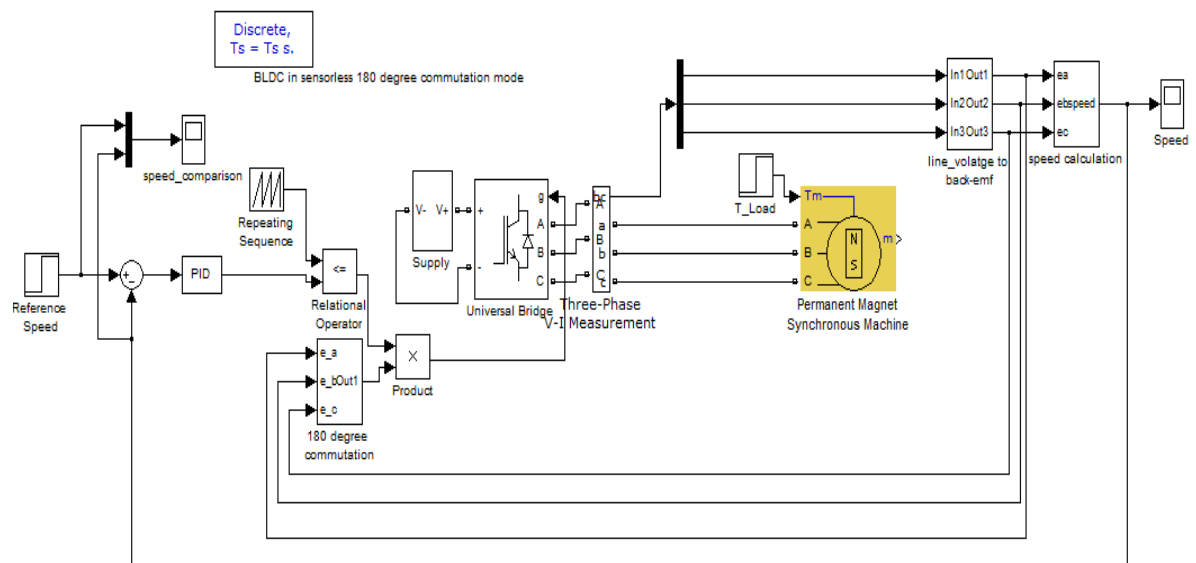 Discrete,
Ts = Ts s.
BLDC in sensorless 180 degree commutation mode
speed_comparison
Repeating
Sequence
Reference
Speed
+
-
PID
<=
Relational
Operator
e_a
e_b
Out1
e_c
180 degree
commutation
X
Product
V-
V+
Supply
+
-
g
A
B
C
Universal Bridge
A
a
B
b
C
c
Three-Phase
V-I Measurement
T_Load
Tm
A
B
C
N
S
m
Permanent Magnet
Synchronous Machine
In1
Out1
In2
Out2
In3
Out3
line_volatge to
back-emf
ea
eb
speed
ec
speed calculation
Speed